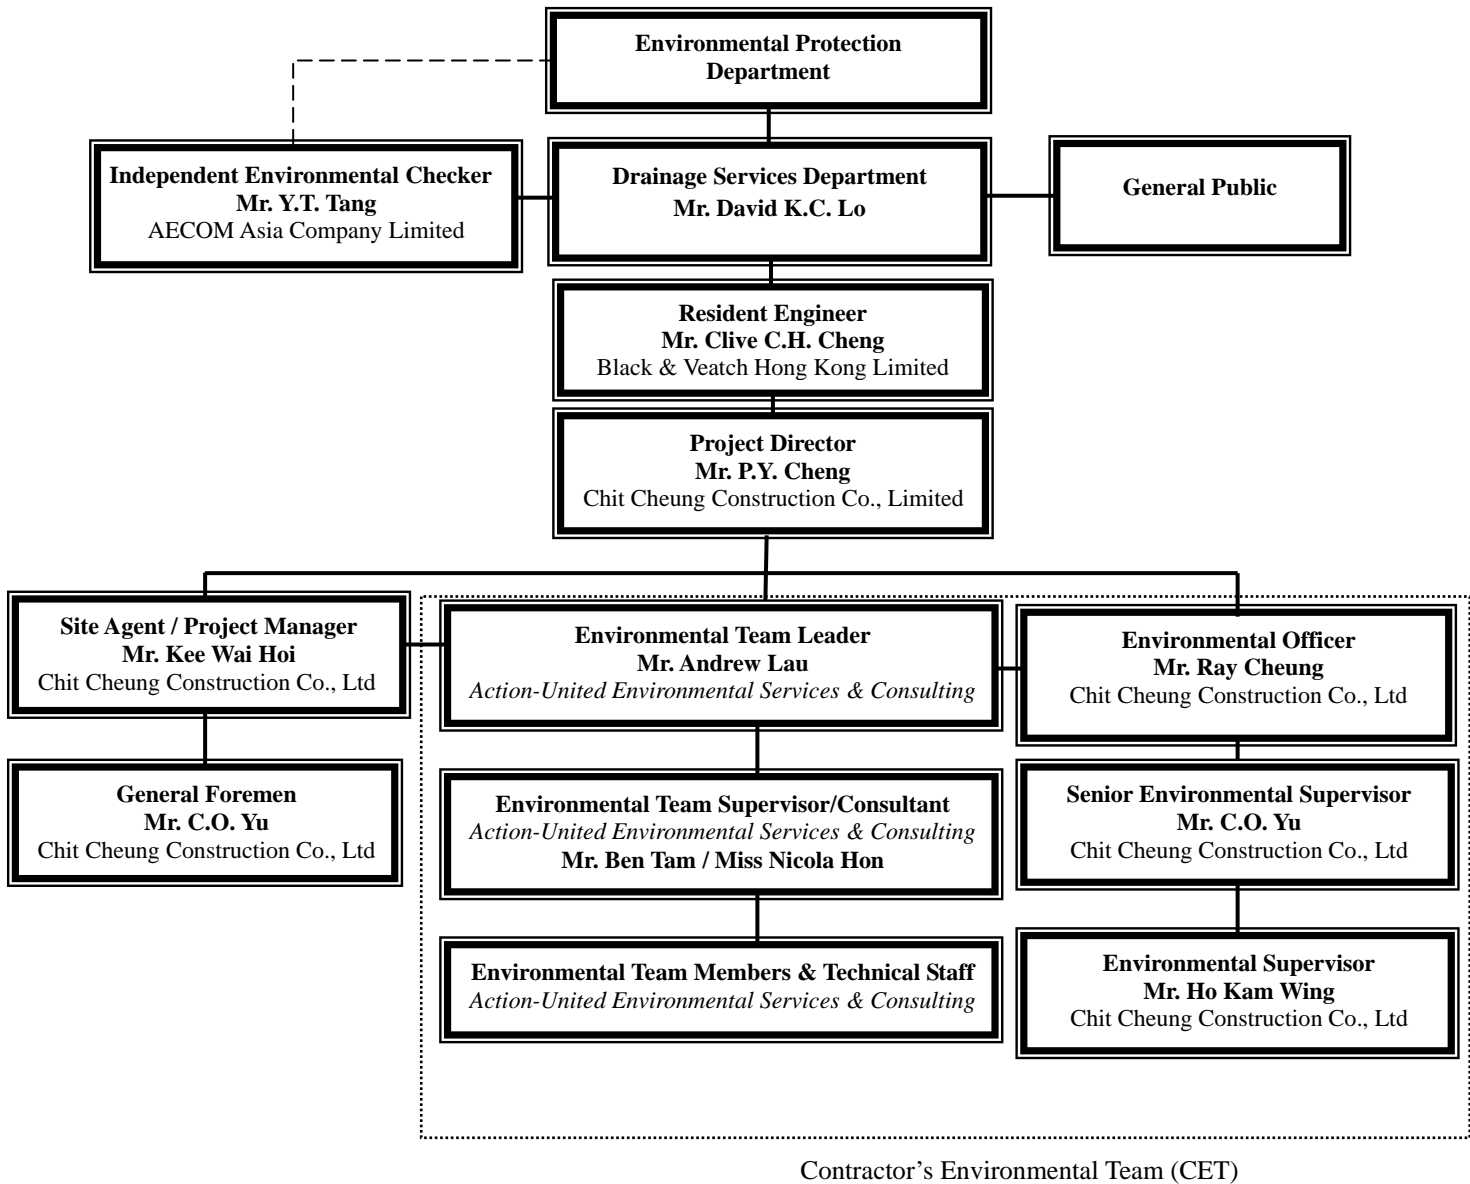 Environmental Protection
Department
Independent Environmental Checker
Mr. Y.T. Tang
AECOM Asia Company Limited
Drainage Services Department
Mr. David K.C. Lo
General Public
Resident Engineer
Mr. Clive C.H. Cheng
Black & Veatch Hong Kong Limited
Project Director
Mr. P.Y. Cheng
Chit Cheung Construction Co., Limited
Site Agent / Project Manager
Mr. Kee Wai Hoi
Chit Cheung Construction Co., Ltd
Environmental Team Leader
Mr. Andrew Lau
Action-United Environmental Services & Consulting
Environmental Officer
Mr. Ray Cheung
Chit Cheung Construction Co., Ltd
General Foremen
Mr. C.O. Yu
Chit Cheung Construction Co., Ltd
Environmental Team Supervisor/Consultant
Action-United Environmental Services & Consulting
Mr. Ben Tam / Miss Nicola Hon
Senior Environmental Supervisor
Mr. C.O. Yu
Chit Cheung Construction Co., Ltd
Environmental Team Members & Technical Staff
Action-United Environmental Services & Consulting
Environmental Supervisor
Mr. Ho Kam Wing
Chit Cheung Construction Co., Ltd
Contractor’s Environmental Team (CET)